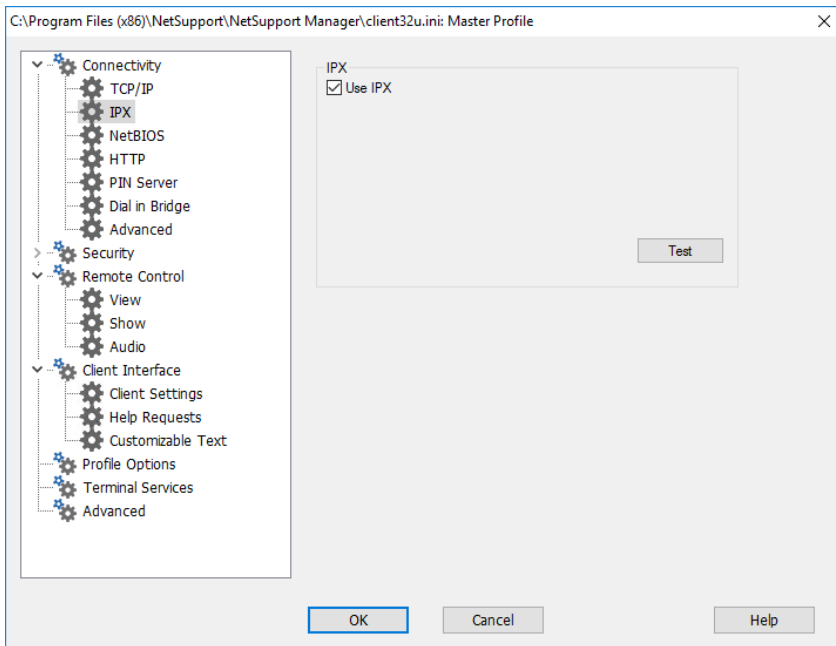 C:\Program Files (x86)\NetSupport\NetSupport Manager\client32u.ini: Master Profile
Connectivity
TCP/IP
IPX
NetBIOS
HTTP
PIN Server
Dial in Bridge
Advanced
Security
Remote Control
View
Show
Audio
Client Interface
Client Settings
Help Requests
Customizable Text
Profile Options
Terminal Services
Advanced
IPX
Use IPX
Test
OK
Cancel
Help